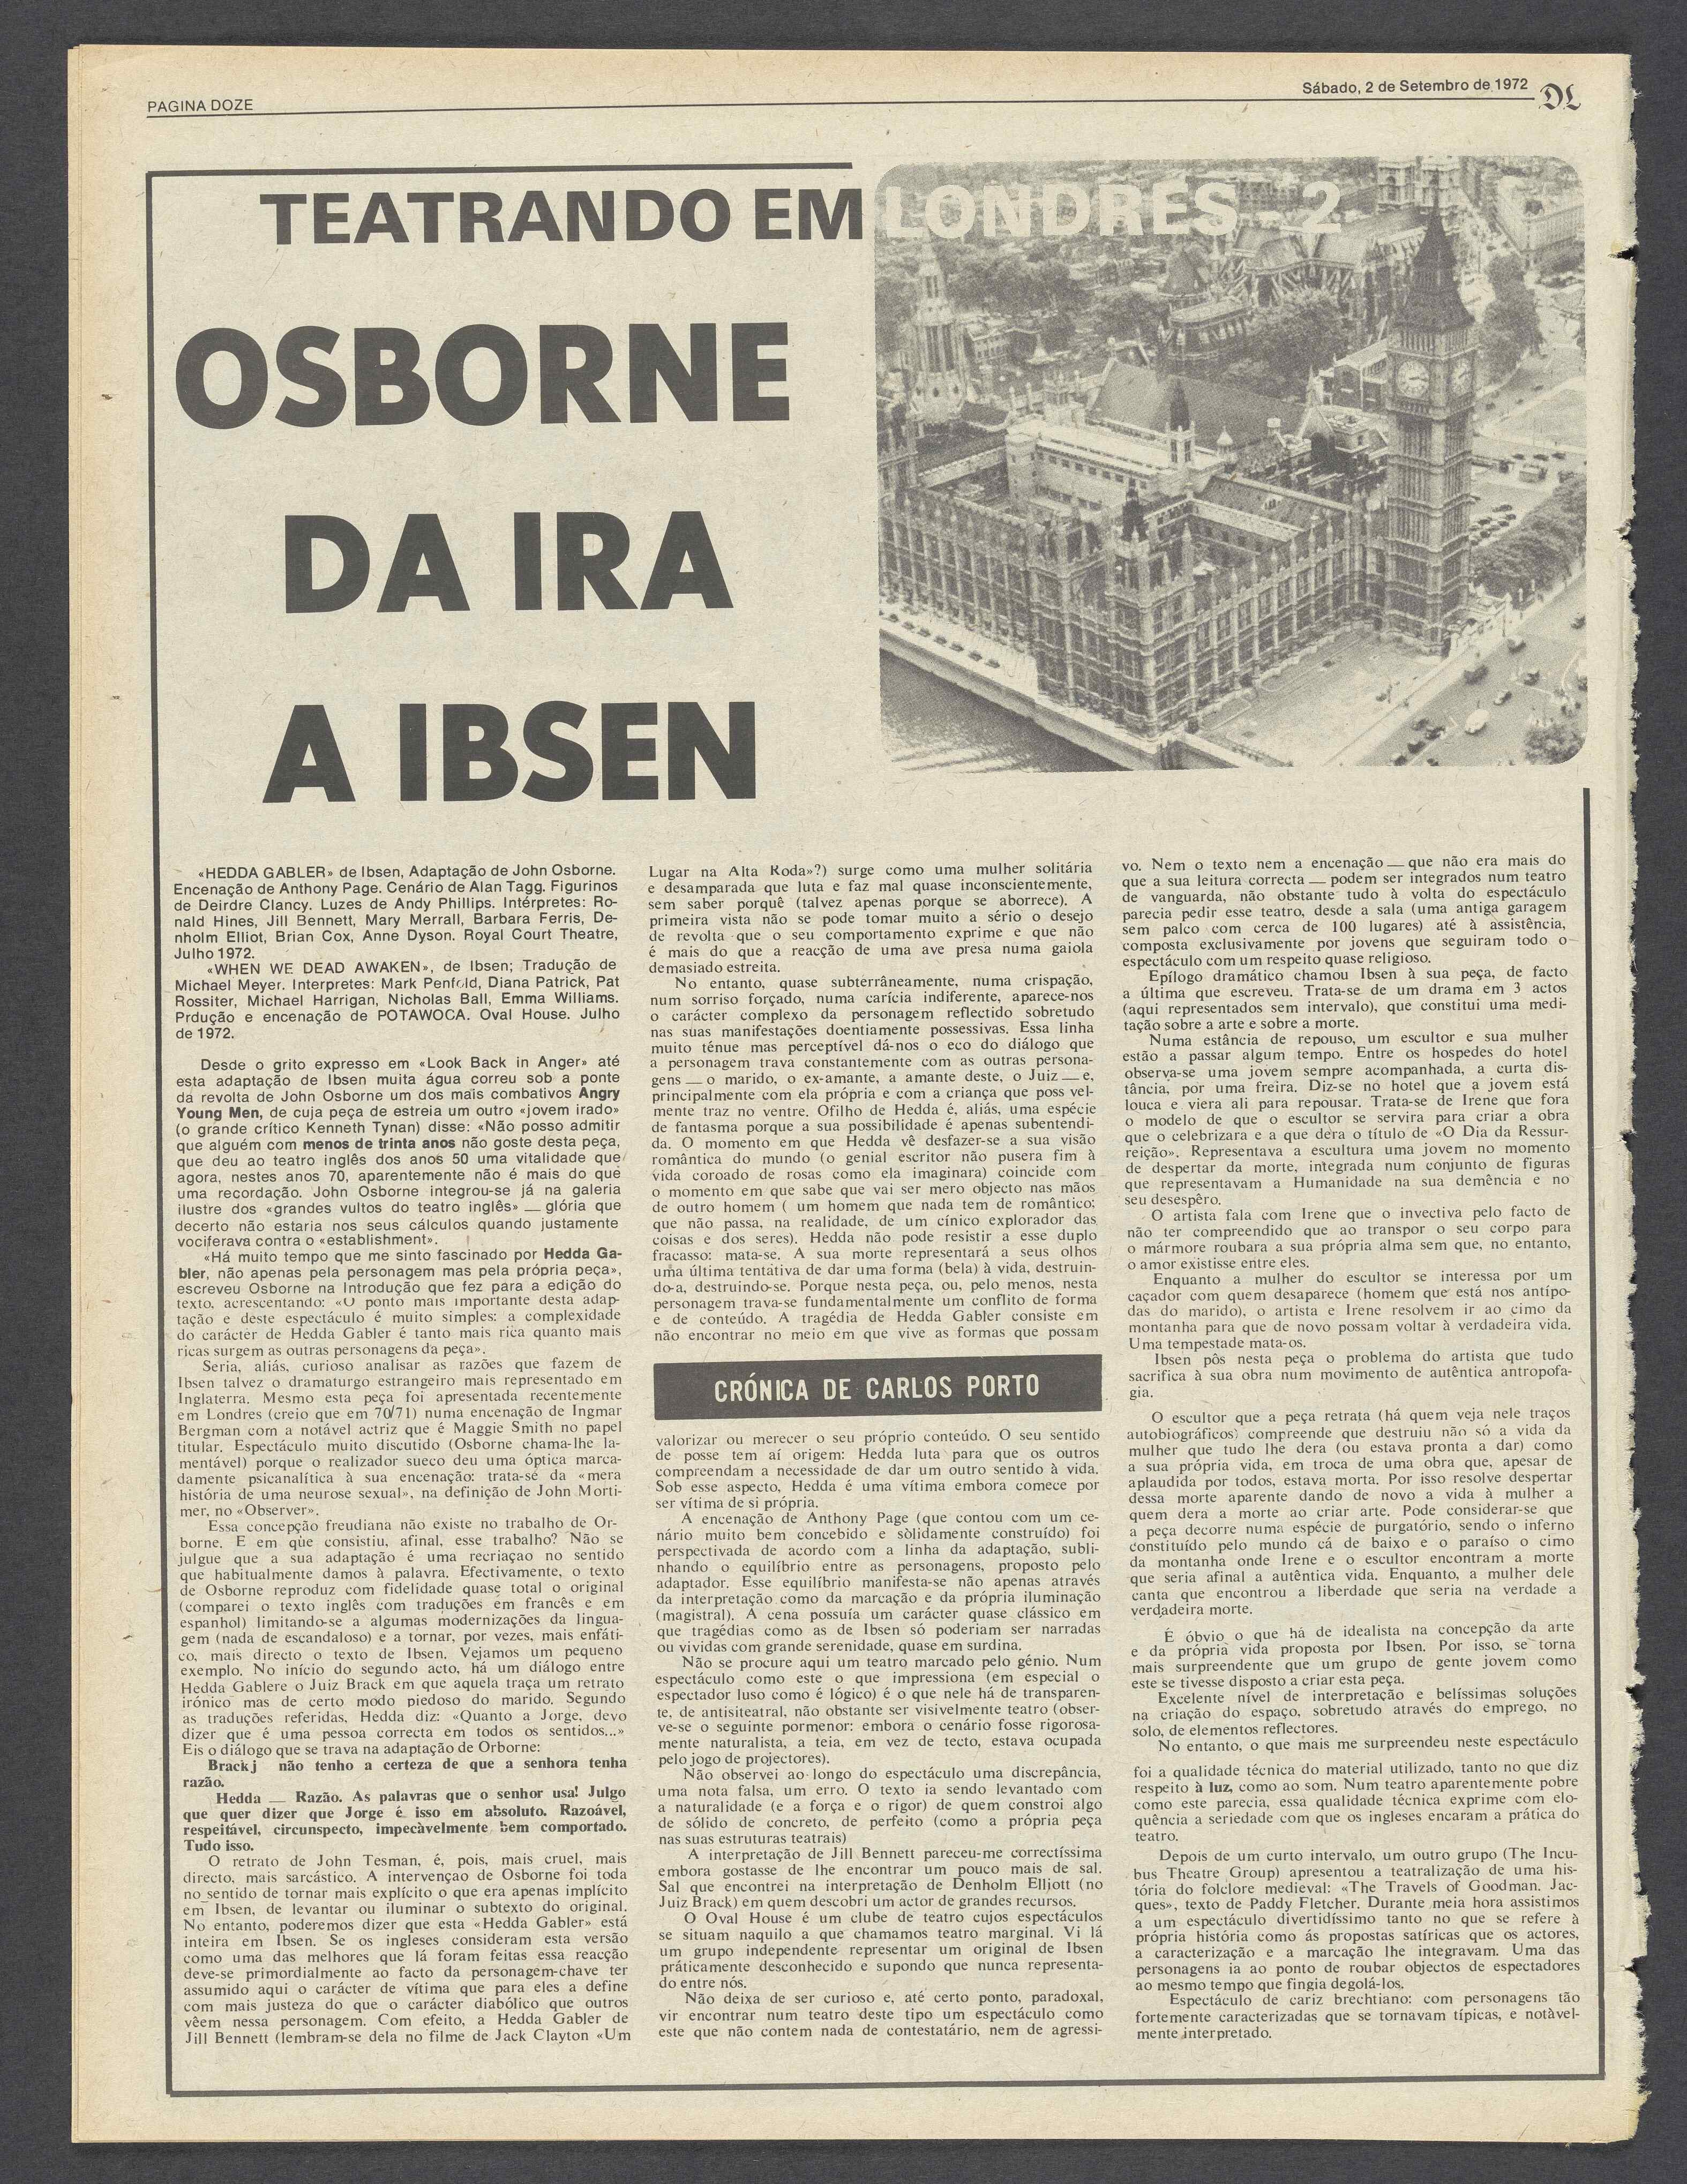 PAGINA DOZE
Sábado, 2 de Setembro de 1972
DL
TEATRANDO EM LONDRES - 2
OSBORNE
DA IRA
A IBSEN
«HEDDA GABLER» de Ibsen, Adaptação de John Osborne.
Encenação de Anthony Page. Cenário de Alan Tagg. Figurinos
de Deirdre Clancy. Luzes de Andy Phillips. Intérpretes: Ro-
nald Hines, Jill Bennett, Mary Merrall, Barbara Ferris, De-
nholm Elliot, Brian Cox, Anne Dyson. Royal Court Theatre,
Julho 1972.
«WHEN WE DEAD AWAKEN», de Ibsen; Tradução de
Michael Meyer. Interpretes: Mark Penfold, Diana Patrick, Pat
Rossiter, Michael Harrigan, Nicholas Ball, Emma Williams.
Prdução e encenação de POTAWOCA. Oval House. Julho
de 1972.
Desde o grito expresso em «Look Back in Anger» até
esta adaptação de Ibsen muita água correu sob a ponte
da revolta de John Osborne um dos mais combativos Angry
Young Men, de cuja peça de estreia um outro «jovem irado»
(o grande crítico Kenneth Tynan) disse: «Não posso admitir
que alguém com menos de trinta anos não goste desta peça,
que deu ao teatro inglês dos anos 50 uma vitalidade que
agora, nestes anos 70, aparentemente não é mais do que
uma recordação. John Osborne integrou-se já na galeria
ilustre dos «grandes vultos do teatro inglês» — glória que
decerto não estaria nos seus cálculos quando justamente
vociferava contra o «establishment».
«Há muito tempo que me sinto fascinado por Hedda Ga-
bler, não apenas pela personagem mas pela própria peça»,
escreveu Osborne na Introdução que fez para a edição do
texto, acrescentando: «O ponto mais importante desta adap-
tação e deste espectáculo é muito simples: a complexidade
do carácter de Hedda Gabler é tanto mais rica quanto mais
ricas surgem as outras personagens da peça».
Seria, aliás, curioso analisar as razões que fazem de
Ibsen talvez o dramaturgo estrangeiro mais representado em
Inglaterra. Mesmo esta peça foi apresentada recentemente
em Londres (creio que em 70/71) numa encenação de Ingmar
Bergman com a notável actriz que é Maggie Smith no papel
titular. Espectáculo muito discutido (Osborne chama-lhe la-
mentável) porque o realizador sueco deu uma óptica marca-
damente psicanalítica à sua encenação: trata-se da «mera
história de uma neurose sexual», na definição de John Morti-
mer, no «Observer».
Essa concepção freudiana não existe no trabalho de Or-
borne. E em que consistiu, afinal, esse trabalho? Não se
julgue que a sua adaptação é uma recriaçao no sentido
que habitualmente damos à palavra. Efectivamente, o texto
de Osborne reproduz com fidelidade quase total o original
(comparei o texto inglês com traduções em francês e em
espanhol) limitando-se a algumas modernizações da lingua-
gem (nada de escandaloso) e a tornar, por vezes, mais enfáti-
co, mais directo o texto de Ibsen. Vejamos um pequeno
exemplo. No início do segundo acto, há um diálogo entre
Hedda Gablere o Juiz Brack em que aquela traça um retrato
irónico mas de certo modo piedoso do marido. Segundo
as traduções referidas, Hedda diz: «Quanto a Jorge, devo
dizer que é uma pessoa correcta em todos os sentidos...»
Eis o diálogo que se trava na adaptação de Orborne:
Brackj não tenho a certeza de que a senhora tenha
razão.
Hedda — Razão. As palavras que o senhor usa! Julgo
que quer dizer que Jorge é isso em absoluto. Razoável,
respeitável, circunspecto, impecàvelmente bem comportado.
Tudo isso.
O retrato de John Tesman, é, pois, mais cruel, mais
directo, mais sarcástico. A intervençao de Osborne foi toda
no sentido de tornar mais explícito o que era apenas implícito
em Ibsen, de levantar ou iluminar o subtexto do original.
No entanto, poderemos dizer que esta «Hedda Gabler» está
inteira em Ibsen. Se os ingleses consideram esta versão
como uma das melhores que lá foram feitas essa reacção
deve-se primordialmente ao facto da personagem-chave ter
assumido aqui o carácter de vítima que para eles a define
com mais justeza do que o carácter diabólico que outros
vêem nessa personagem. Com efeito, a Hedda Gabler de
Jill Bennett (lembram-se dela no filme de Jack Clayton «Um
Lugar na Alta Roda»?) surge como uma mulher solitária
e desamparada que luta e faz mal quase inconscientemente,
sem saber porquê (talvez apenas porque se aborrece). A
primeira vista não se pode tomar muito a sério o desejo
de revolta que o seu comportamento exprime e que não
é mais do que a reacção de uma ave presa numa gaiola
demasiado estreita.
No entanto, quase subterrâneamente, numa crispação,
num sorriso forçado, numa carícia indiferente, aparece-nos
o carácter complexo da personagem reflectido sobretudo
nas suas manifestações doentiamente possessivas. Essa linha
muito ténue mas perceptível dá-nos o eco do diálogo que
a personagem trava constantemente com as outras persona-
gens — o marido, o ex-amante, a amante deste, o Juiz — e,
principalmente com ela própria e com a criança que poss vel-
mente traz no ventre. Ofilho de Hedda é, aliás, uma espécie
de fantasma porque a sua possibilidade é apenas subentendi-
da. O momento em que Hedda vê desfazer-se a sua visão
romântica do mundo (o genial escritor não pusera fim à
vida coroado de rosas como ela imaginara) coincide com
o momento em que sabe que vai ser mero objecto nas mãos
de outro homem ( um homem que nada tem de romântico;
que não passa, na realidade, de um cínico explorador das
coisas e dos seres). Hedda não pode resistir a esse duplo
fracasso: mata-se. A sua morte representará a seus olhos
uma última tentativa de dar uma forma (bela) à vida, destruin-
do-a, destruindo-se. Porque nesta peça, ou, pelo menos, nesta
personagem trava-se fundamentalmente um conflito de forma
e de conteúdo. A tragédia de Hedda Gabler consiste em
não encontrar no meio em que vive as formas que possam
CRÓNICA DE CARLOS PORTO
valorizar ou merecer o seu próprio conteúdo. O seu sentido
de posse tem aí origem: Hedda luta para que os outros
compreendam a necessidade de dar um outro sentido à vida.
Sob esse aspecto, Hedda é uma vítima embora comece por
ser vítima de si própria.
A encenação de Anthony Page (que contou com um ce-
nário muito bem concebido e sòlidamente construído) foi
perspectivada de acordo com a linha da adaptação, subli-
nhando o equilíbrio entre as personagens, proposto pelo
adaptador. Esse equilíbrio manifesta-se não apenas através
da interpretação como da marcação e da própria iluminação
(magistral). A cena possuía um carácter quase clássico em
que tragédias como as de Ibsen só poderiam ser narradas
ou vividas com grande serenidade, quase em surdina.
Não se procure aqui um teatro marcado pelo génio. Num
espectáculo como este o que impressiona (em especial o
espectador luso como é lógico) é o que nele há de transparen-
te, de antisiteatral, não obstante ser visivelmente teatro (obser-
ve-se o seguinte pormenor: embora o cenário fosse rigorosa-
mente naturalista, a teia, em vez de tecto, estava ocupada
pelo jogo de projectores).
Não observei ao longo do espectáculo uma discrepância,
uma nota falsa, um erro. O texto ia sendo levantado com
a naturalidade (e a força e o rigor) de quem constroi algo
de sólido de concreto, de perfeito (como a própria peça
nas suas estruturas teatrais)
A interpretação de Jill Bennett pareceu-me correctíssima
embora gostasse de lhe encontrar um pouco mais de sal.
Sal que encontrei na interpretação de Denholm Elliott (no
Juiz Brack) em quem descobri um actor de grandes recursos.
O Oval House é um clube de teatro cujos espectáculos
se situam naquilo a que chamamos teatro marginal. Vi lá
um grupo independente representar um original de Ibsen
pràticamente desconhecido e supondo que nunca representa-
do entre nós.
Não deixa de ser curioso e, até certo ponto, paradoxal,
vir encontrar num teatro deste tipo um espectáculo como
este que não contem nada de contestatário, nem de agressi-
vo. Nem o texto nem a encenação — que não era mais do
que a sua leitura correcta — podem ser integrados num teatro
de vanguarda, não obstante tudo à volta do espectáculo
parecia pedir esse teatro, desde a sala (uma antiga garagem
sem palco com cerca de 100 lugares) até à assistência,
composta exclusivamente por jovens que seguiram todo o
espectáculo com um respeito quase religioso.
Epílogo dramático chamou Ibsen à sua peça, de facto
a última que escreveu. Trata-se de um drama em 3 actos
(aqui representados sem intervalo), que constitui uma medi-
tação sobre a arte e sobre a morte.
Numa estância de repouso, um escultor e sua mulher
estão a passar algum tempo. Entre os hospedes do hotel
observa-se uma jovem sempre acompanhada, a curta dis-
tância, por uma freira. Diz-se no hotel que a jovem está
louca e viera ali para repousar. Trata-se de Irene que fora
o modelo de que o escultor se servira para criar a obra
que o celebrizara e a que dera o título de «O Dia da Ressur-
reição». Representava a escultura uma jovem no momento
de despertar da morte, integrada num conjunto de figuras
que representavam a Humanidade na sua demência e no
seu desespêro.
O artista fala com Irene que o invectiva pelo facto de
não ter compreendido que ao transpor o seu corpo para
o mármore roubara a sua própria alma sem que, no entanto,
o amor existisse entre eles.
Enquanto a mulher do escultor se interessa por um
caçador com quem desaparece (homem que está nos antípo-
das do marido), o artista e Irene resolvem ir ao cimo da
montanha para que de novo possam voltar à verdadeira vida.
Uma tempestade mata-os.
Ibsen pôs nesta peça o problema do artista que tudo
sacrifica à sua obra num movimento de autêntica antropofa-
gia.
O escultor que a peça retrata (há quem veja nele traços
autobiográficos) compreende que destruiu não só a vida da
mulher que tudo lhe dera (ou estava pronta a dar) como
a sua própria vida, em troca de uma obra que, apesar de
aplaudida por todos, estava morta. Por isso resolve despertar
dessa morte aparente dando de novo a vida à mulher a
quem dera a morte ao criar arte. Pode considerar-se que
a peça decorre numa espécie de purgatório, sendo o inferno
constituído pelo mundo cá de baixo e o paraíso o cimo
da montanha onde Irene e o escultor encontram a morte
que seria afinal a autêntica vida. Enquanto, a mulher dele
canta que encontrou a liberdade que seria na verdade a
verdadeira morte.
É óbvio o que há de idealista na concepção da arte
e da própria vida proposta por Ibsen. Por isso, se torna
mais surpreendente que um grupo de gente jovem como
este se tivesse disposto a criar esta peça.
Excelente nível de interpretação e belíssimas soluções
na criação do espaço, sobretudo através do emprego, no
solo, de elementos reflectores.
No entanto, o que mais me surpreendeu neste espectáculo
foi a qualidade técnica do material utilizado, tanto no que diz
respeito à luz, como ao som. Num teatro aparentemente pobre
como este parecia, essa qualidade técnica exprime com elo-
quência a seriedade com que os ingleses encaram a prática do
teatro.
Depois de um curto intervalo, um outro grupo (The Incu-
bus Theatre Group) apresentou a teatralização de uma his-
tória do folclore medieval: «The Travels of Goodman. Jac-
ques», texto de Paddy Fletcher. Durante meia hora assistimos
a um espectáculo divertidíssimo tanto no que se refere à
própria história como ás propostas satíricas que os actores,
a caracterização e a marcação lhe integravam. Uma das
personagens ia ao ponto de roubar objectos de espectadores
ao mesmo tempo que fingia degolá-los.
Espectáculo de cariz brechtiano: com personagens tão
fortemente caracterizadas que se tornavam típicas, e notàvel-
mente interpretado.